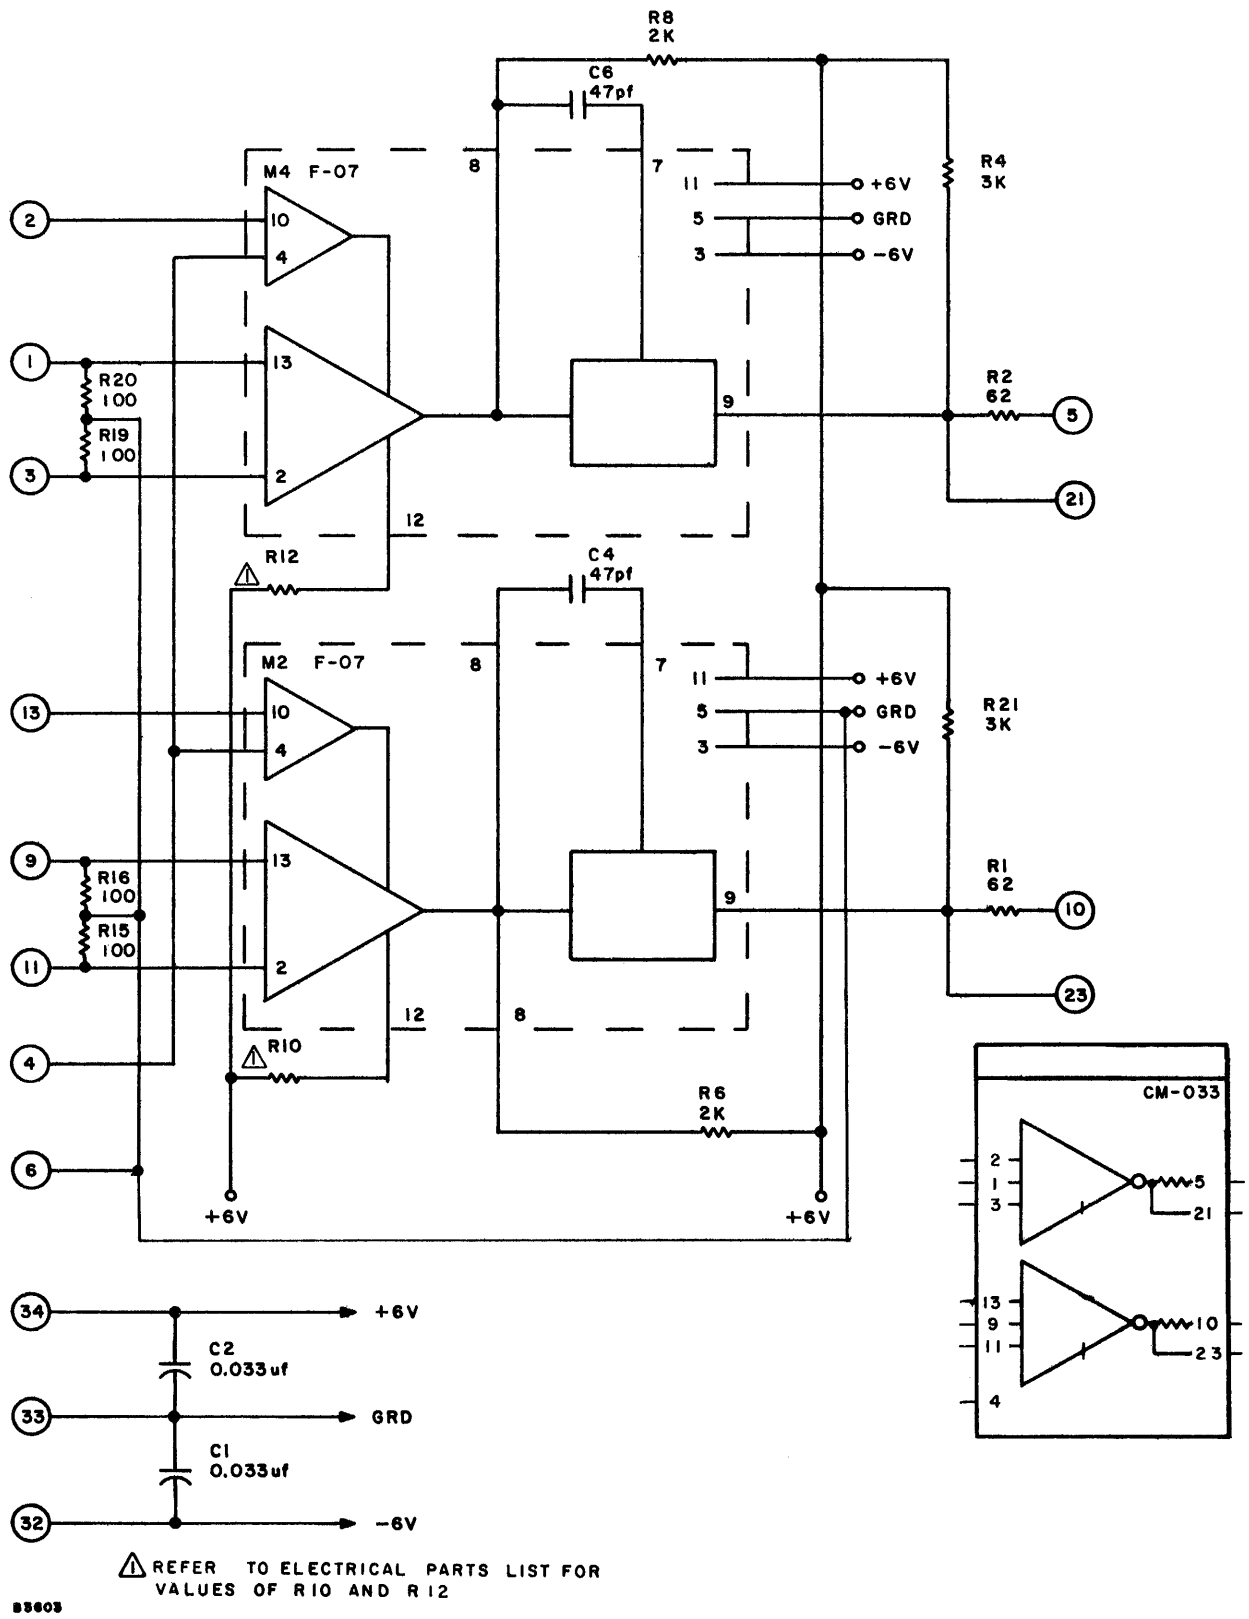 R8
2K
C6
47pf
8
7
M4 F-07
11
+6V
R4
3K
2
10
5
GRD
4
3
-6V
1
13
R20
100
R2
62
9
5
R19
100
3
2
21
12
R12
1
C4
47pf
8
7
M2 F-07
11
+6V
13
10
5
GRD
R21
3K
4
3
-6V
9
13
R16
100
R1
62
9
10
R15
100
11
2
23
12
8
R10
1
4
R6
2K
CM-033
2
1
3
5
21
6
+6V
+6V
13
9
11
10
23
4
34
+6V
C2
0.033uf
33
GRD
C1
0.033uf
32
-6V
1 REFER TO ELECTRICAL PARTS LIST FOR
VALUES OF R10 AND R12
B3603